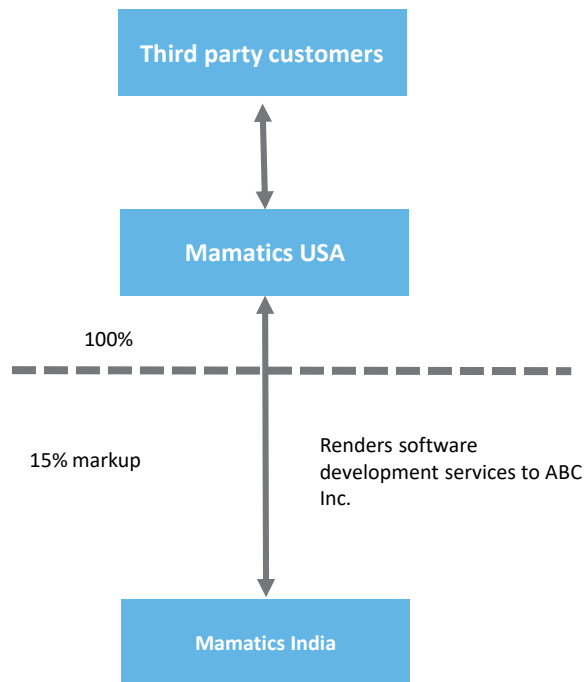 Third party customers
Mamatics USA
100%
15% markup
Renders software
development services to ABC
Inc.
Mamatics India